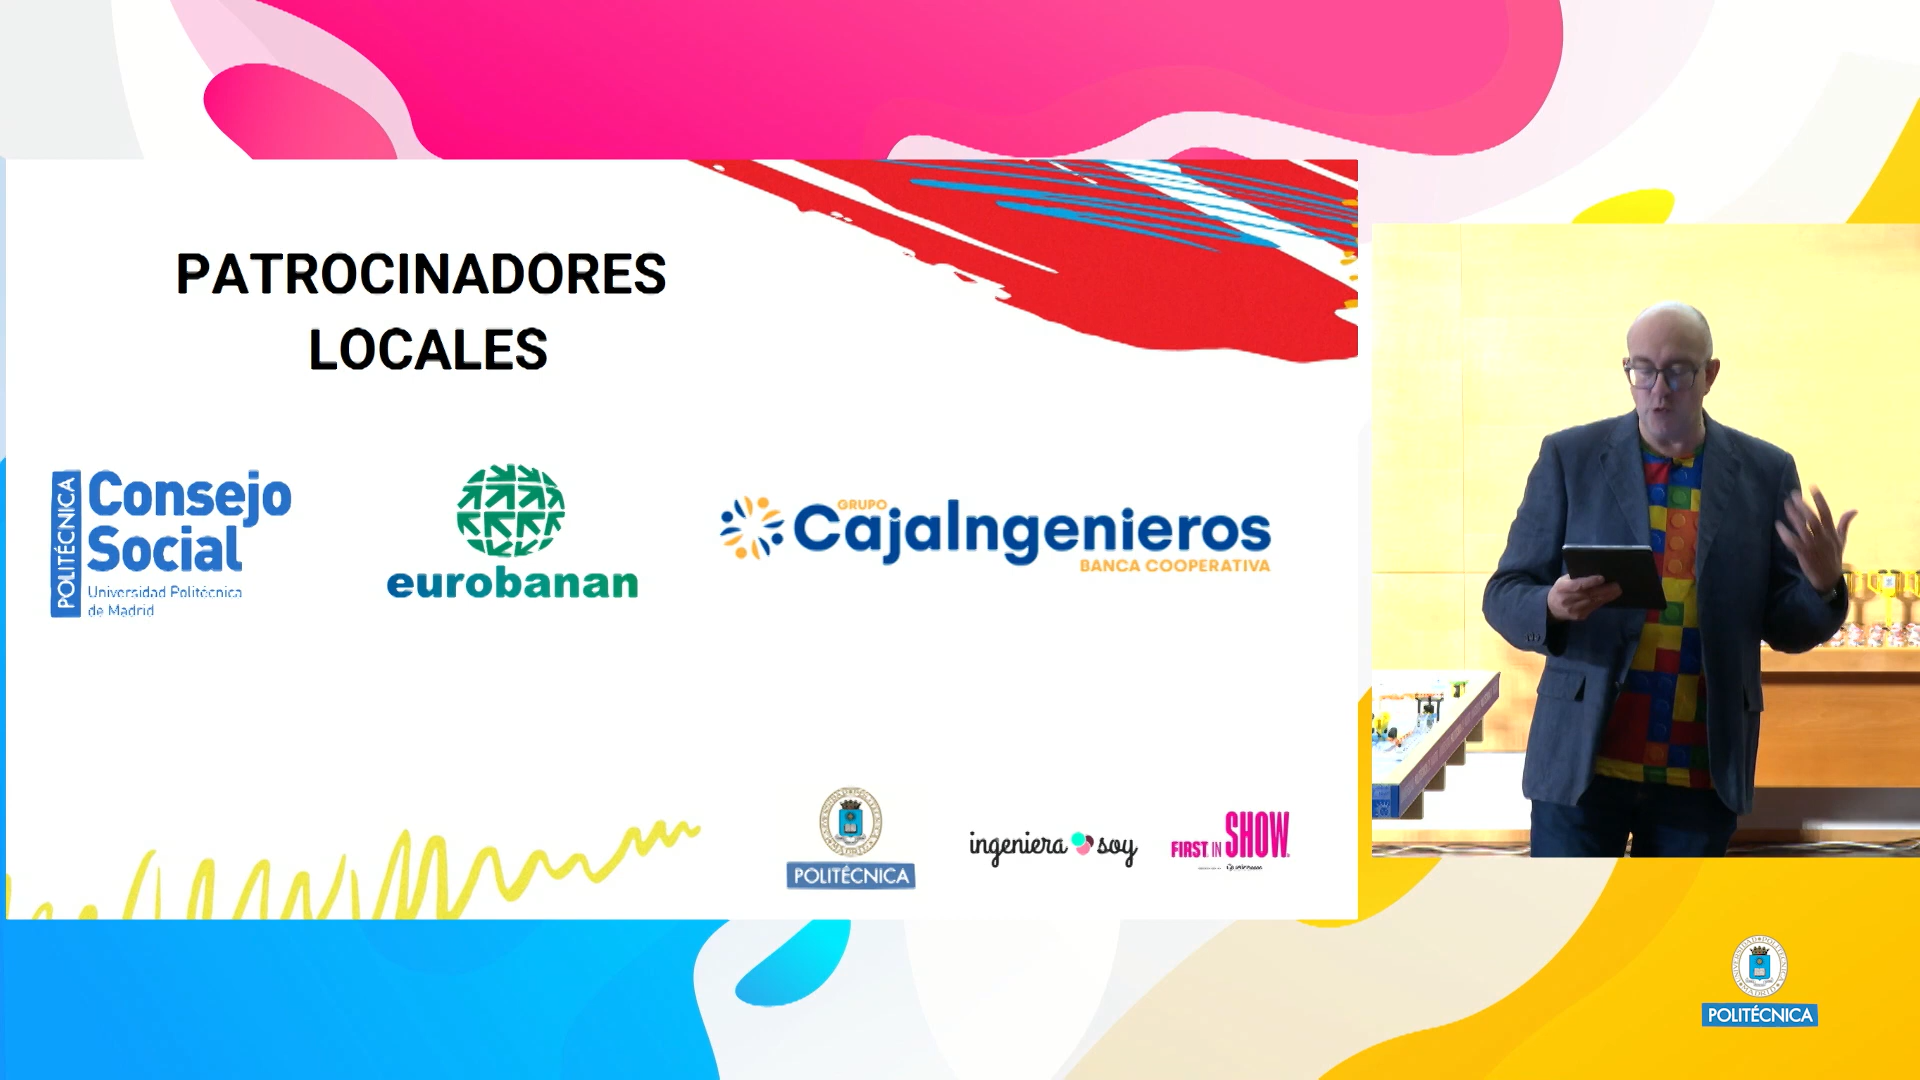 PATROCINADORES
LOCALES
POLITÉCNICA
Consejo
Social
Universidad Politécnica
de Madrid
eurobanan
GRUPO
CajaIngenieros
BANCA COOPERATIVA
POLITÉCNICA
ingeniera soy
FIRST IN SHOW
POLITÉCNICA